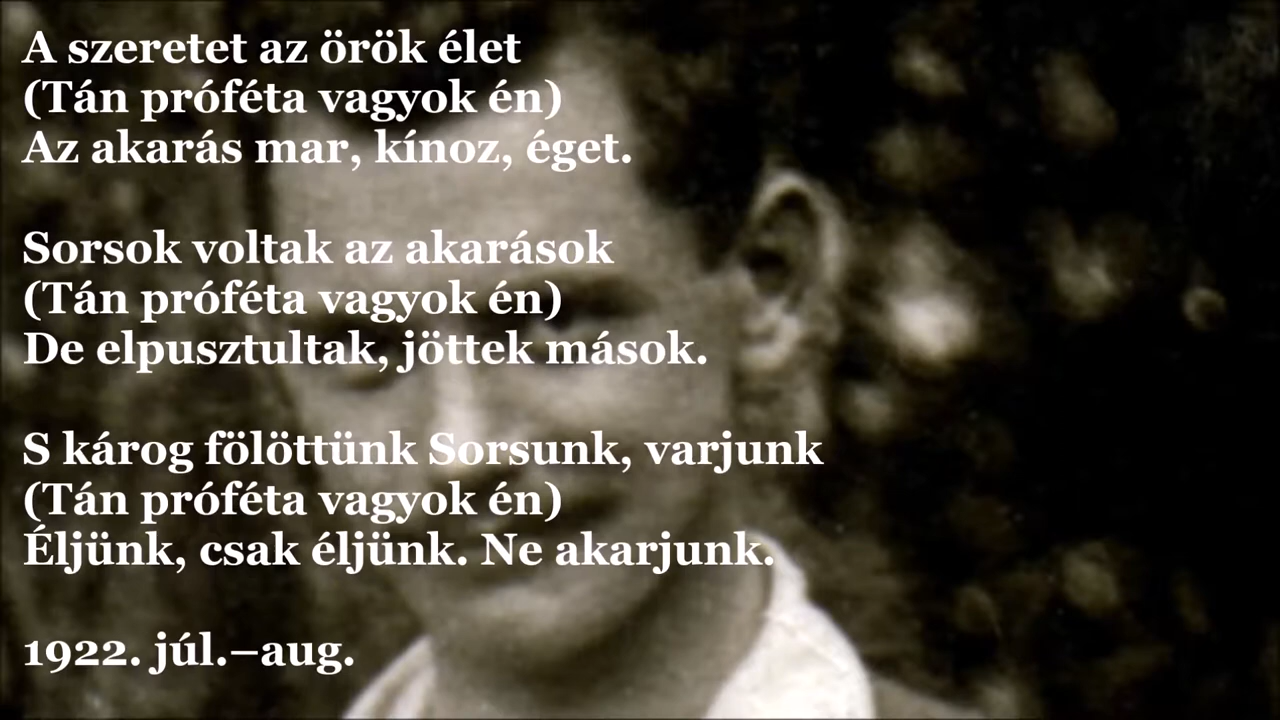 A szeretet az örök élet
(Tán próféta vagyok én)
Az akarás mar, kínoz, éget.
Sorsok voltak az akarások
(Tán próféta vagyok én)
De elpusztultak, jöttek mások.
S károg fölöttünk Sorsunk, varjunk
(Tán próféta vagyok én)
Éljünk, csak éljünk. Ne akarjunk.
1922. júl.–aug.